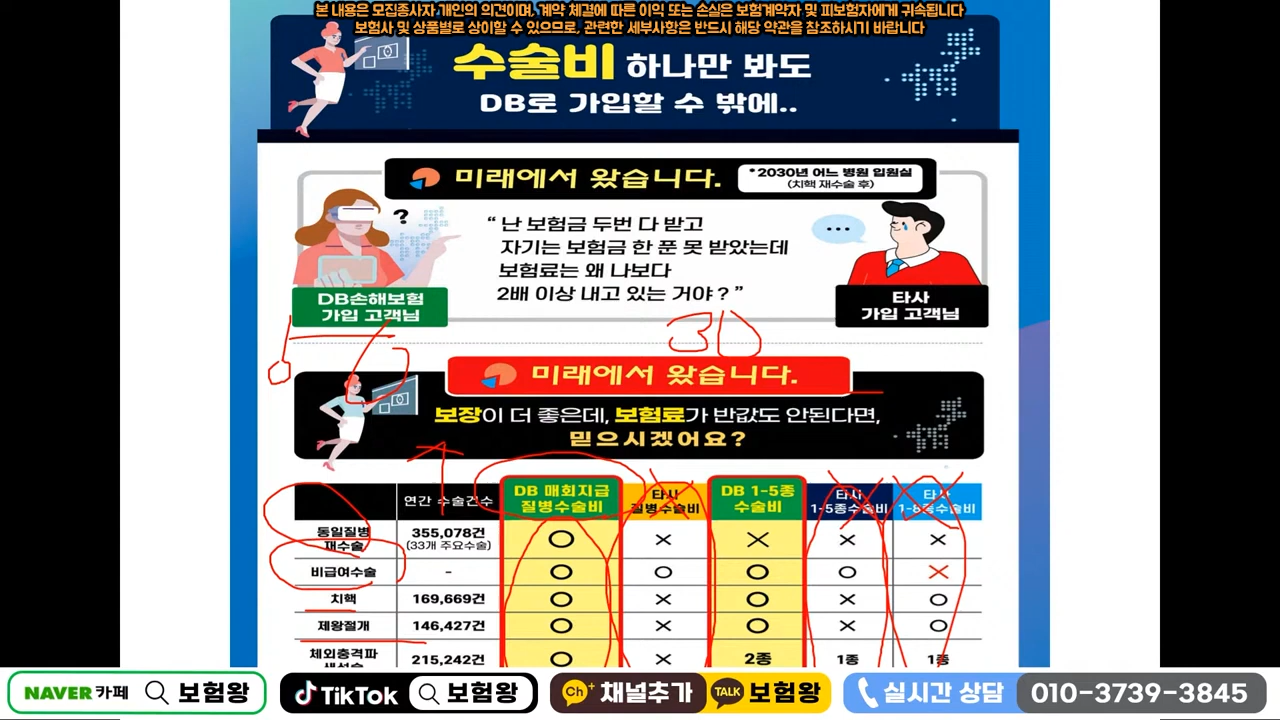 본 내용은 모집종사자 개인의 의견이며, 계약 체결에 따른 이익 또는 손실은 보험계약자 및 피보험자에게 귀속됩니다
보험사 및 상품별로 상이할 수 있으므로, 관련한 세부사항은 반드시 해당 약관을 참조하시기 바랍니다
수술비 하나만 봐도
DB로 가입할 수 밖에..
미래에서 왔습니다.
*2030년 어느 병원 입원실
(치핵 재수술 후)
?
“ 난 보험금 두번 다 받고
자기는 보험금 한 푼 못 받았는데
보험료는 왜 나보다
2배 이상 내고 있는 거야? ”
DB손해보험
가입 고객님
타사
가입 고객님
30
미래에서 왔습니다.
보장이 더 좋은데, 보험료가 반값도 안된다면,
믿으시겠어요?
연간 수술건수
DB 매회지급
질병수술비
타사
질병수술비
DB 1-5종
수술비
타사
1-5종수술비
타사
1-8종수술비
동일질병
재수술
355,078건
(33개 주요수술)
○ × × × ×
비급여수술 - ○ ○ ○ ○ ×
치핵 169,669건 ○ × ○ × ○
제왕절개 146,427건 ○ × ○ × ○
체외충격파
215,242건 ○ × 2종 1종 1종
NAVER 카페 보험왕
TikTok 보험왕
Ch+ 채널추가
TALK 보험왕
실시간 상담 010-3739-3845